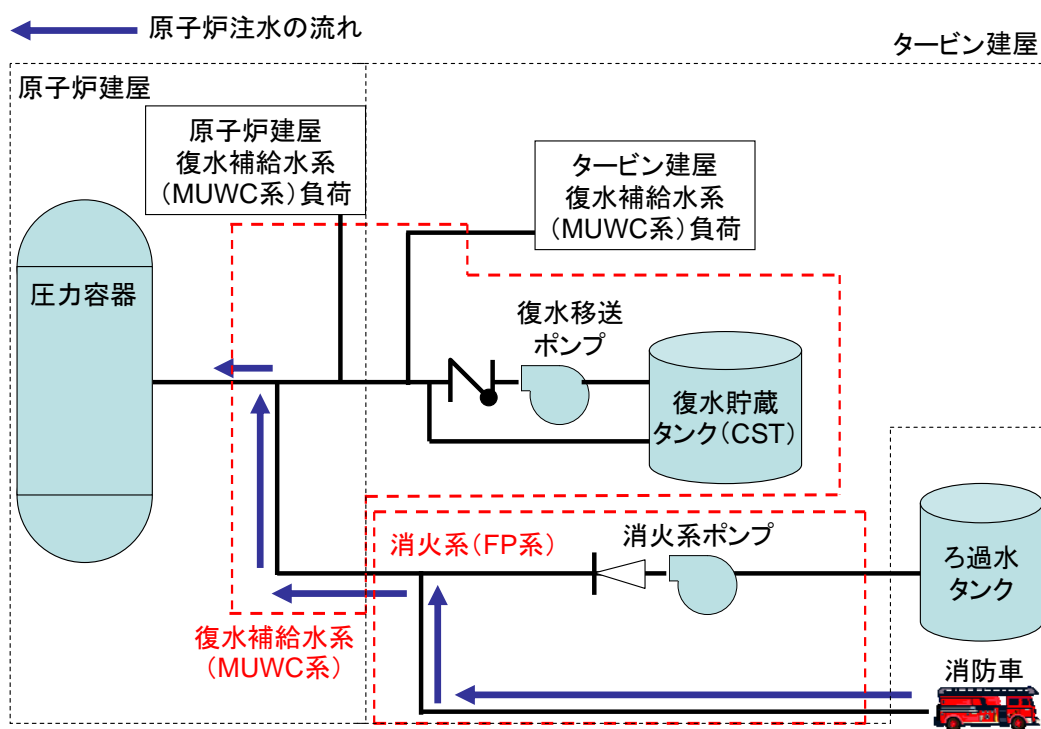 原子炉注水の流れ
タービン建屋
原子炉建屋
原子炉建屋
復水補給水系
(MUWC系)負荷
タービン建屋
復水補給水系
(MUWC系)負荷
圧力容器
復水移送
ポンプ
復水貯蔵
タンク(CST)
消火系(FP系)
消火系ポンプ
ろ過水
タンク
復水補給水系
(MUWC系)
消防車